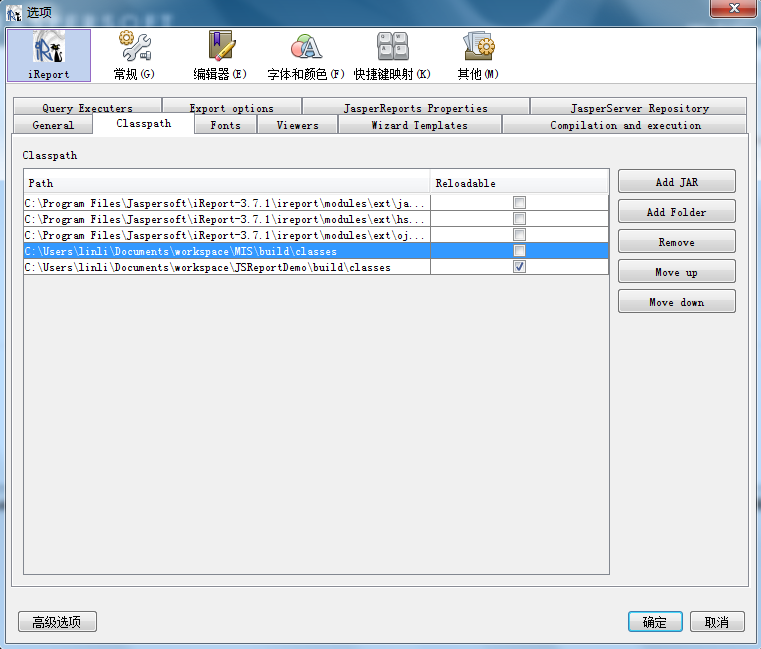 选项
iReport
常规(G)
编辑器(E)
字体和颜色(F)
快捷键映射(K)
其他(M)
Query Executers
Export options
JasperReports Properties
JasperServer Repository
General
Classpath
Fonts
Viewers
Wizard Templates
Compilation and execution
Classpath
Path
Reloadable
C:\Program Files\Jaspersoft\iReport-3.7.1\ireport\modules\ext\ja...
C:\Program Files\Jaspersoft\iReport-3.7.1\ireport\modules\ext\hs...
C:\Program Files\Jaspersoft\iReport-3.7.1\ireport\modules\ext\oj...
C:\Users\linli\Documents\workspace\MIS\build\classes
C:\Users\linli\Documents\workspace\JSReportDemo\build\classes
Add JAR
Add Folder
Remove
Move up
Move down
高级选项
确定
取消